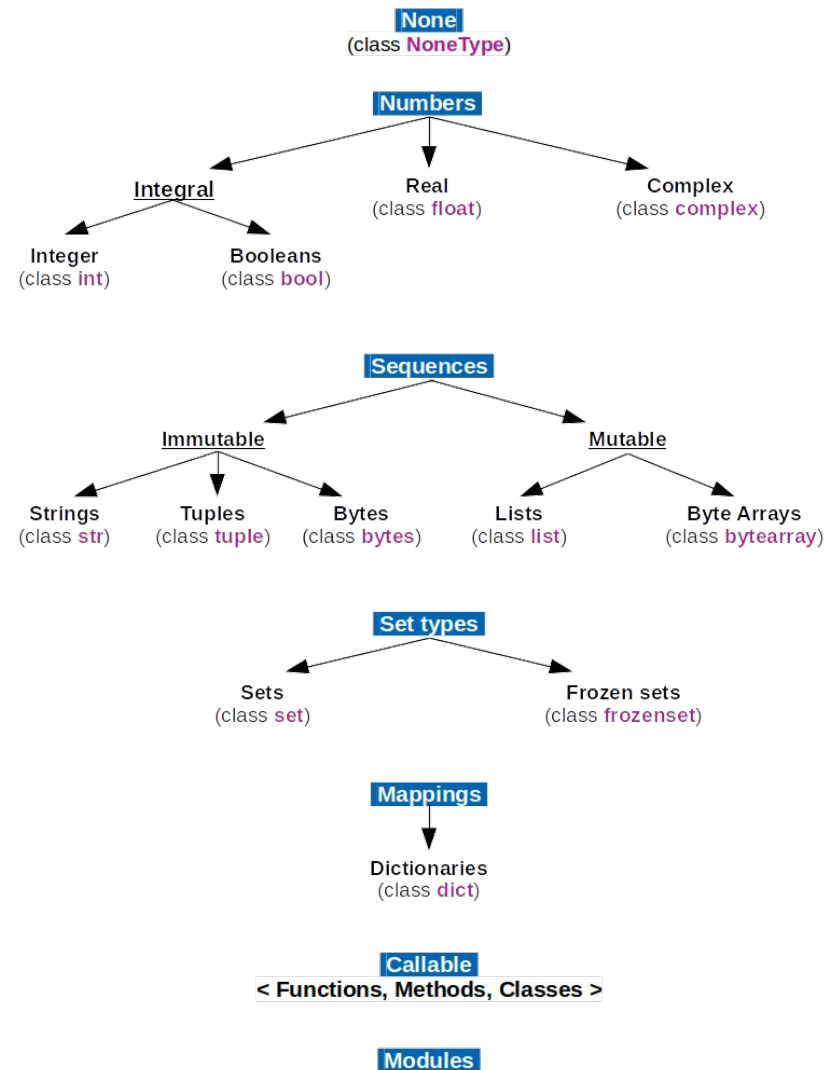 None
(class NoneType)
Numbers
Integral
Real
(class float)
Complex
(class complex)
Integer
(class int)
Booleans
(class bool)
Sequences
Immutable
Mutable
Strings
(class str)
Tuples
(class tuple)
Bytes
(class bytes)
Lists
(class list)
Byte Arrays
(class bytearray)
Set types
Sets
(class set)
Frozen sets
(class frozenset)
Mappings
Dictionaries
(class dict)
Callable
< Functions, Methods, Classes >
Modules